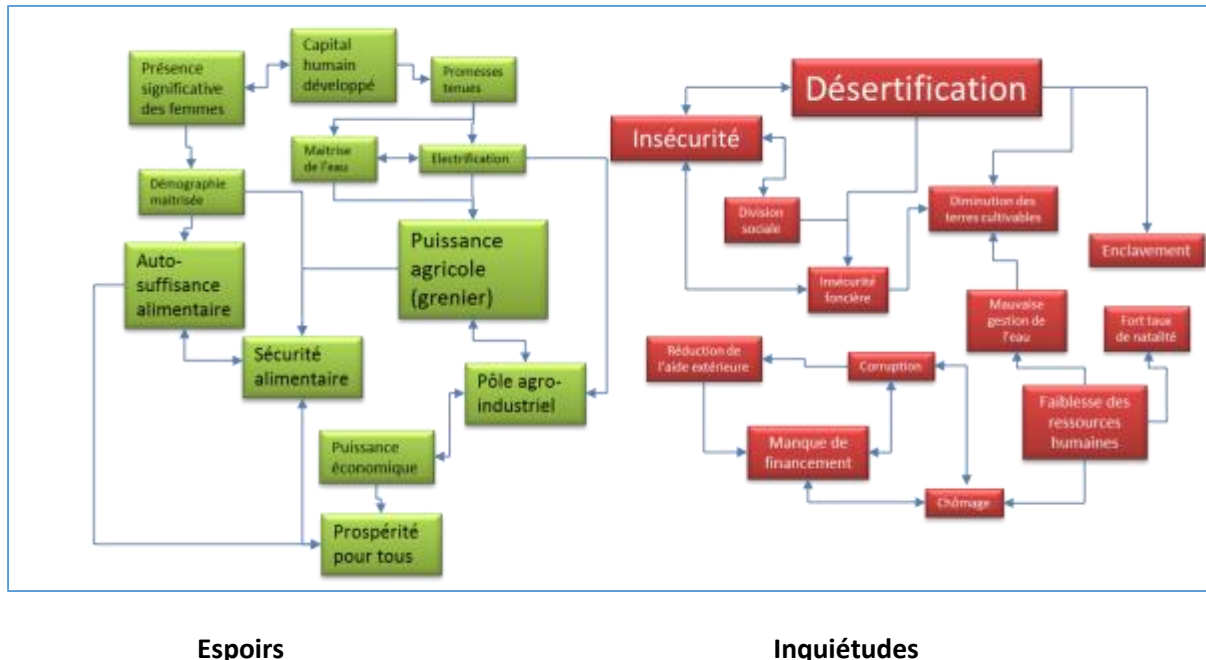 Présence
significative
des femmes
Capital
humain
développé
Promesses
tenues
Maitrise
de l'eau
Electrification
Démographie
maitrisée
Auto-
suffisance
alimentaire
Puissance
agricole
(grenier)
Sécurité
alimentaire
Pôle agro-
industriel
Puissance
économique
Prospérité
pour tous
Désertification
Insécurité
Division
sociale
Diminution des
terres cultivables
Enclavement
Insécurité
foncière
Mauvaise
gestion de
l'eau
Fort taux
de natalité
Réduction de
l'aide extérieure
Corruption
Faiblesse des
ressources
humaines
Manque de
financement
Chômage
Espoirs
Inquiétudes